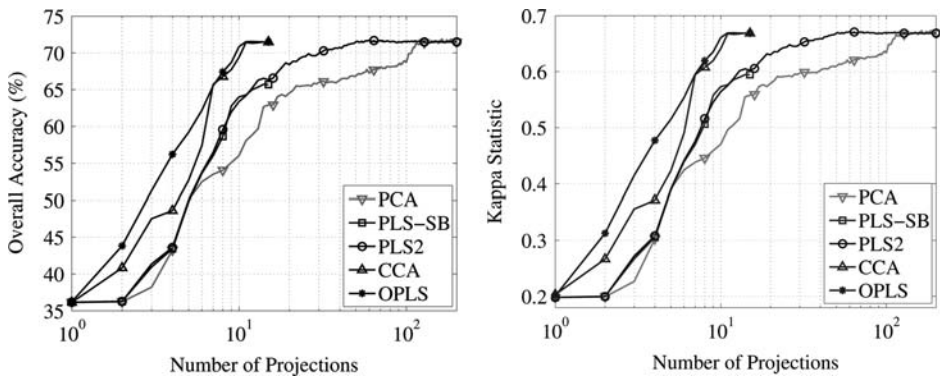 75
70
65
60
55
50
45
40
35
Overall Accuracy (%)
PCA
PLS-SB
PLS2
CCA
OPLS
10^0
10^1
10^2
Number of Projections
0.7
0.6
0.5
0.4
0.3
0.2
Kappa Statistic
PCA
PLS-SB
PLS2
CCA
OPLS
10^0
10^1
10^2
Number of Projections